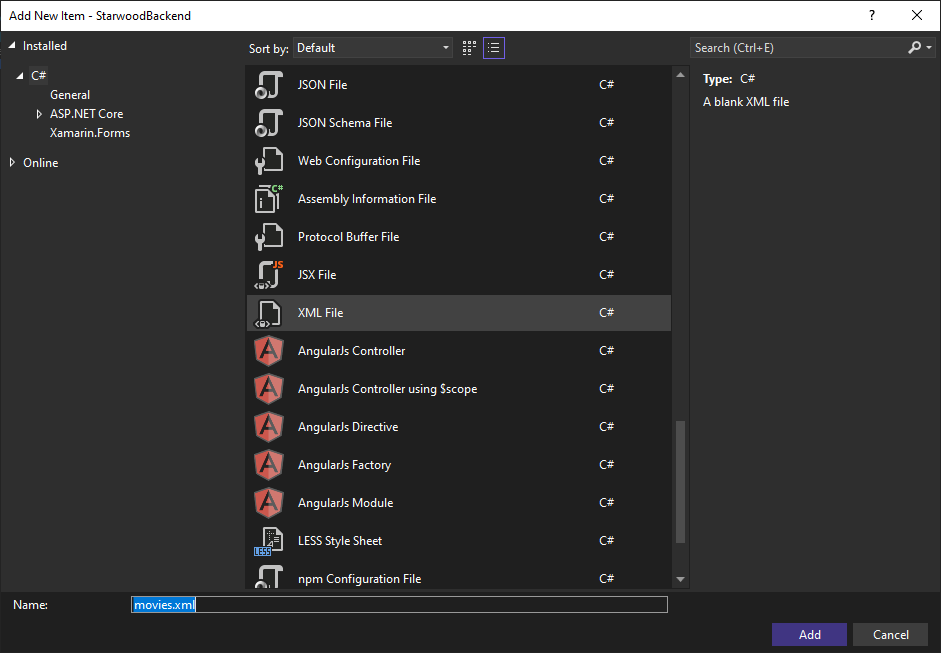 Add New Item - StarwoodBackend
?
Installed
C#
General
ASP.NET Core
Xamarin.Forms
Online
Sort by: Default
JSON File C#
JSON Schema File C#
Web Configuration File C#
C#
Assembly Information File C#
Protocol Buffer File C#
JS
JSX File C#
XML File C#
AngularJs Controller C#
AngularJs Controller using $scope C#
AngularJs Directive C#
AngularJs Factory C#
AngularJs Module C#
LESS
LESS Style Sheet C#
npm Configuration File C#
Search (Ctrl+E)
Type: C#
A blank XML file
Name: movies.xml
Add Cancel